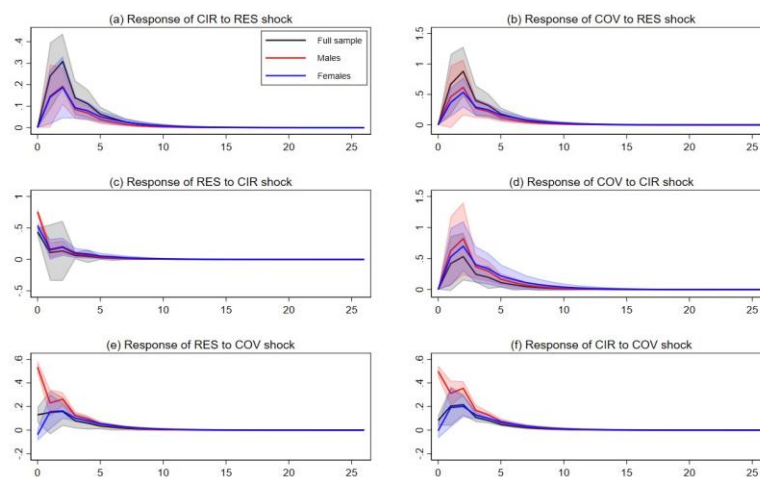 (a) Response of CIR to RES shock
.4
.3
.2
.1
0
Full sample
Males
Females
0 5 10 15 20 25
(b) Response of COV to RES shock
1.5
1
.5
0
0 5 10 15 20 25
(c) Response of RES to CIR shock
1
.5
0
-.5
0 5 10 15 20 25
(d) Response of COV to CIR shock
1.5
1
.5
0
0 5 10 15 20 25
(e) Response of RES to COV shock
.6
.4
.2
0
-.2
0 5 10 15 20 25
(f) Response of CIR to COV shock
.6
.4
.2
0
-.2
0 5 10 15 20 25